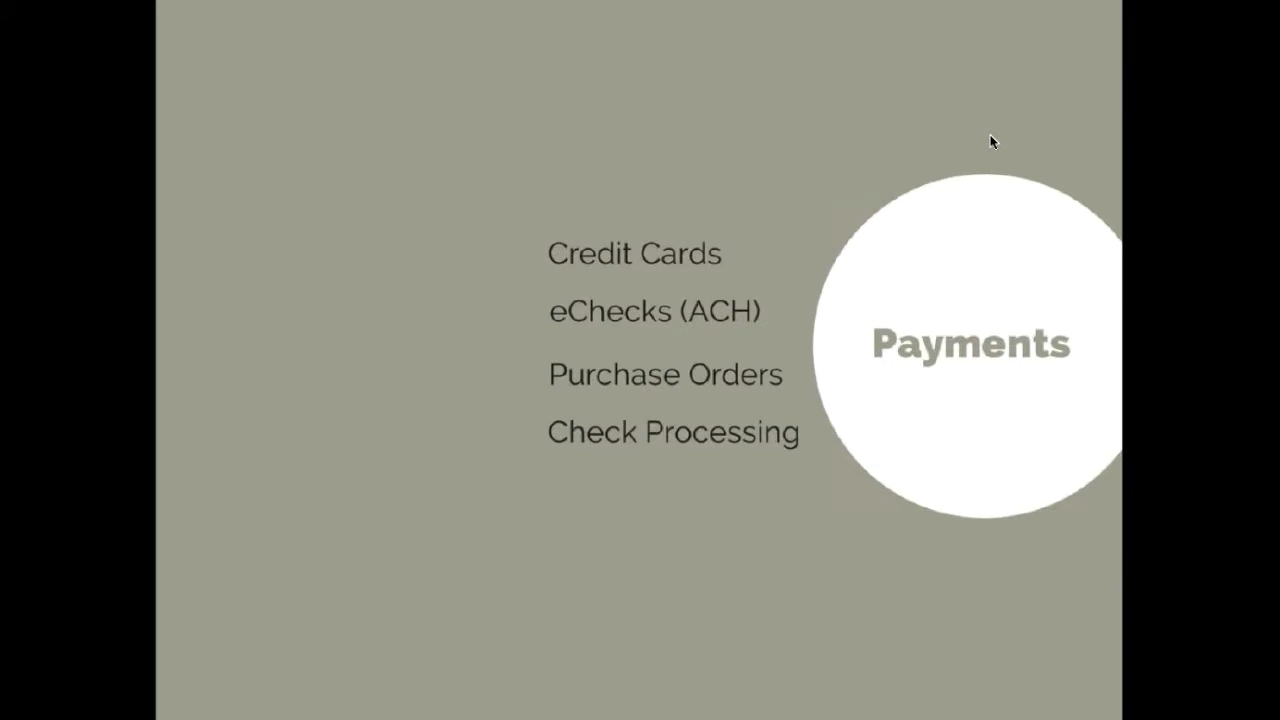 Credit Cards
eChecks (ACH)
Purchase Orders
Check Processing
Payments